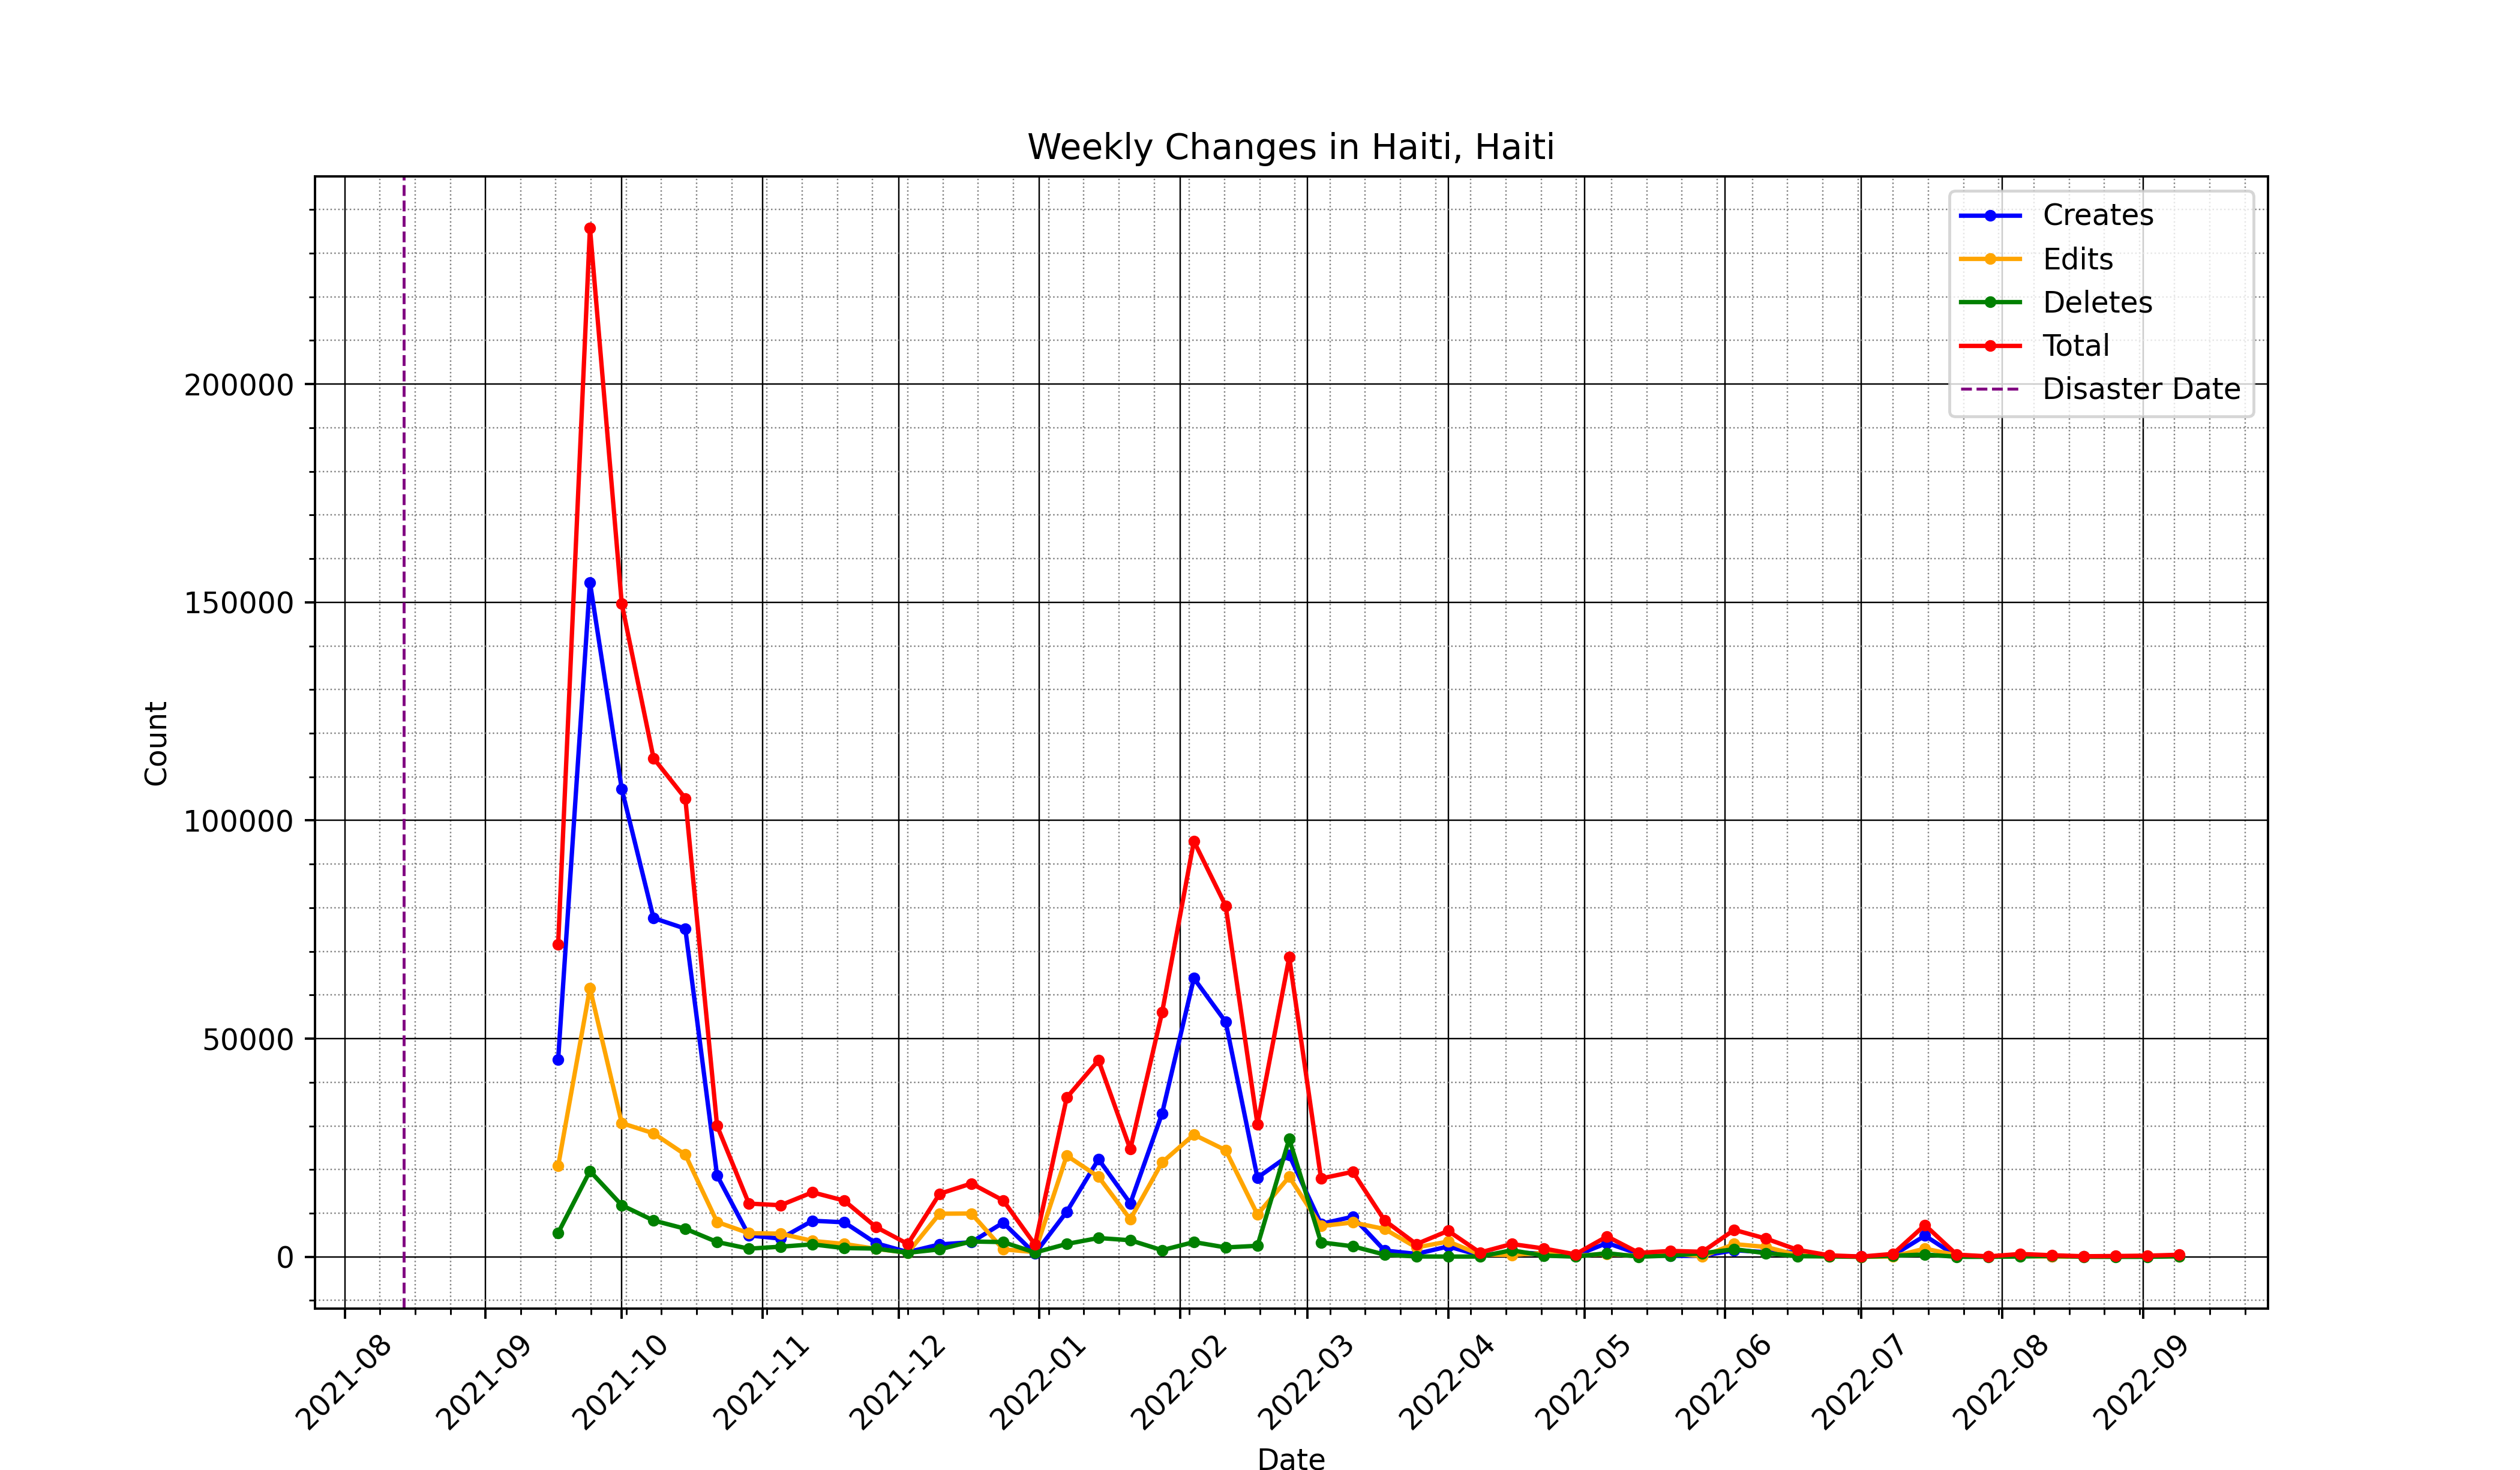 Weekly Changes in Haiti, Haiti
Creates
Edits
Deletes
Total
Disaster Date
200000
150000
100000
50000
0
Count
2021-08
2021-09
2021-10
2021-11
2021-12
2022-01
2022-02
2022-03
2022-04
2022-05
2022-06
2022-07
2022-08
2022-09
Date